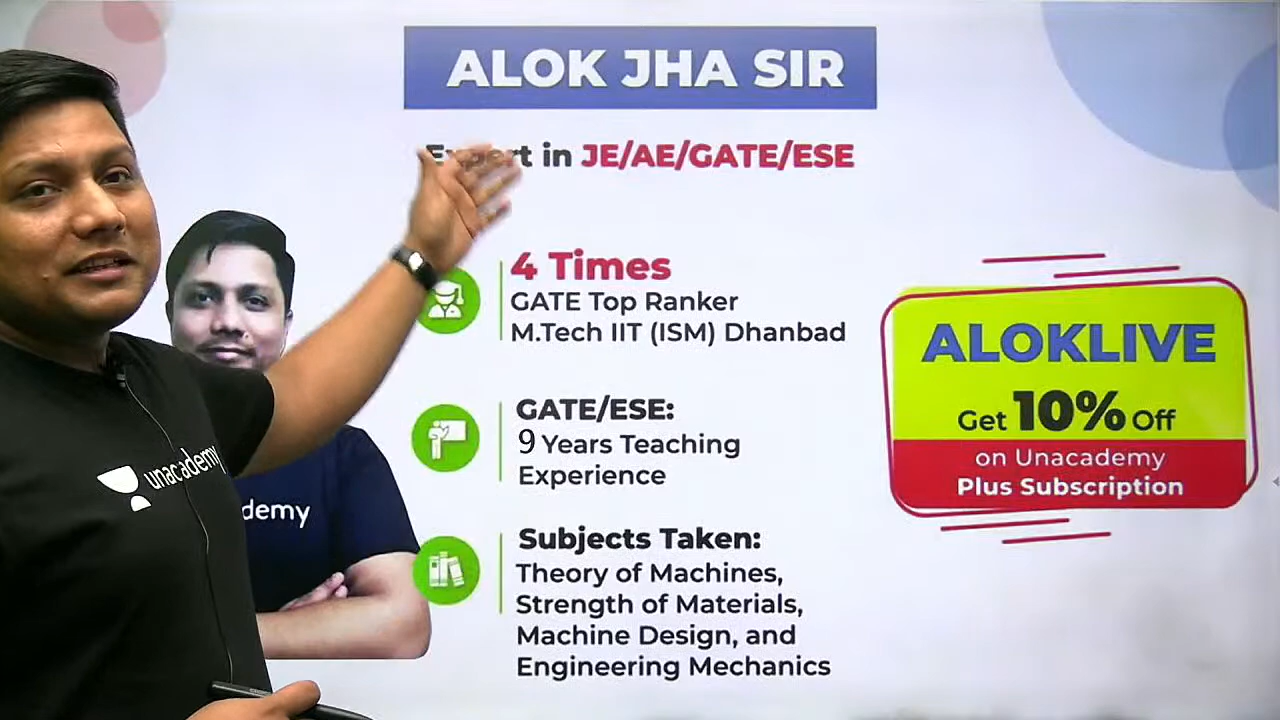 ALOK JHA SIR
Expert in JE/AE/GATE/ESE
4 Times
GATE Top Ranker
M.Tech IIT (ISM) Dhanbad
GATE/ESE:
9 Years Teaching
Experience
Subjects Taken:
Theory of Machines,
Strength of Materials,
Machine Design, and
Engineering Mechanics
ALOKLIVE
Get 10% Off
on Unacademy
Plus Subscription
unacademy
demy